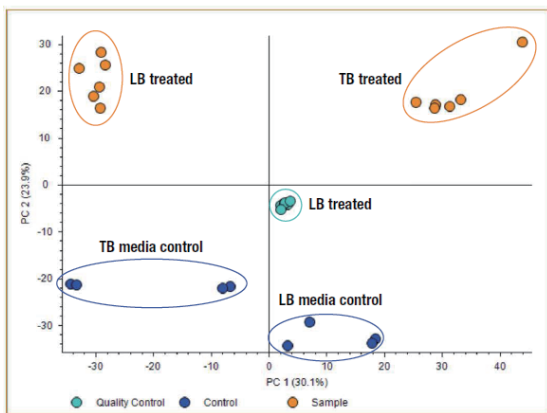 30
20
10
0
-10
-20
-30
PC 2 (23.9%)
LB treated
TB treated
LB treated
TB media control
LB media control
-30 -20 -10 0 10 20 30 40
PC 1 (30.1%)
Quality Control Control Sample